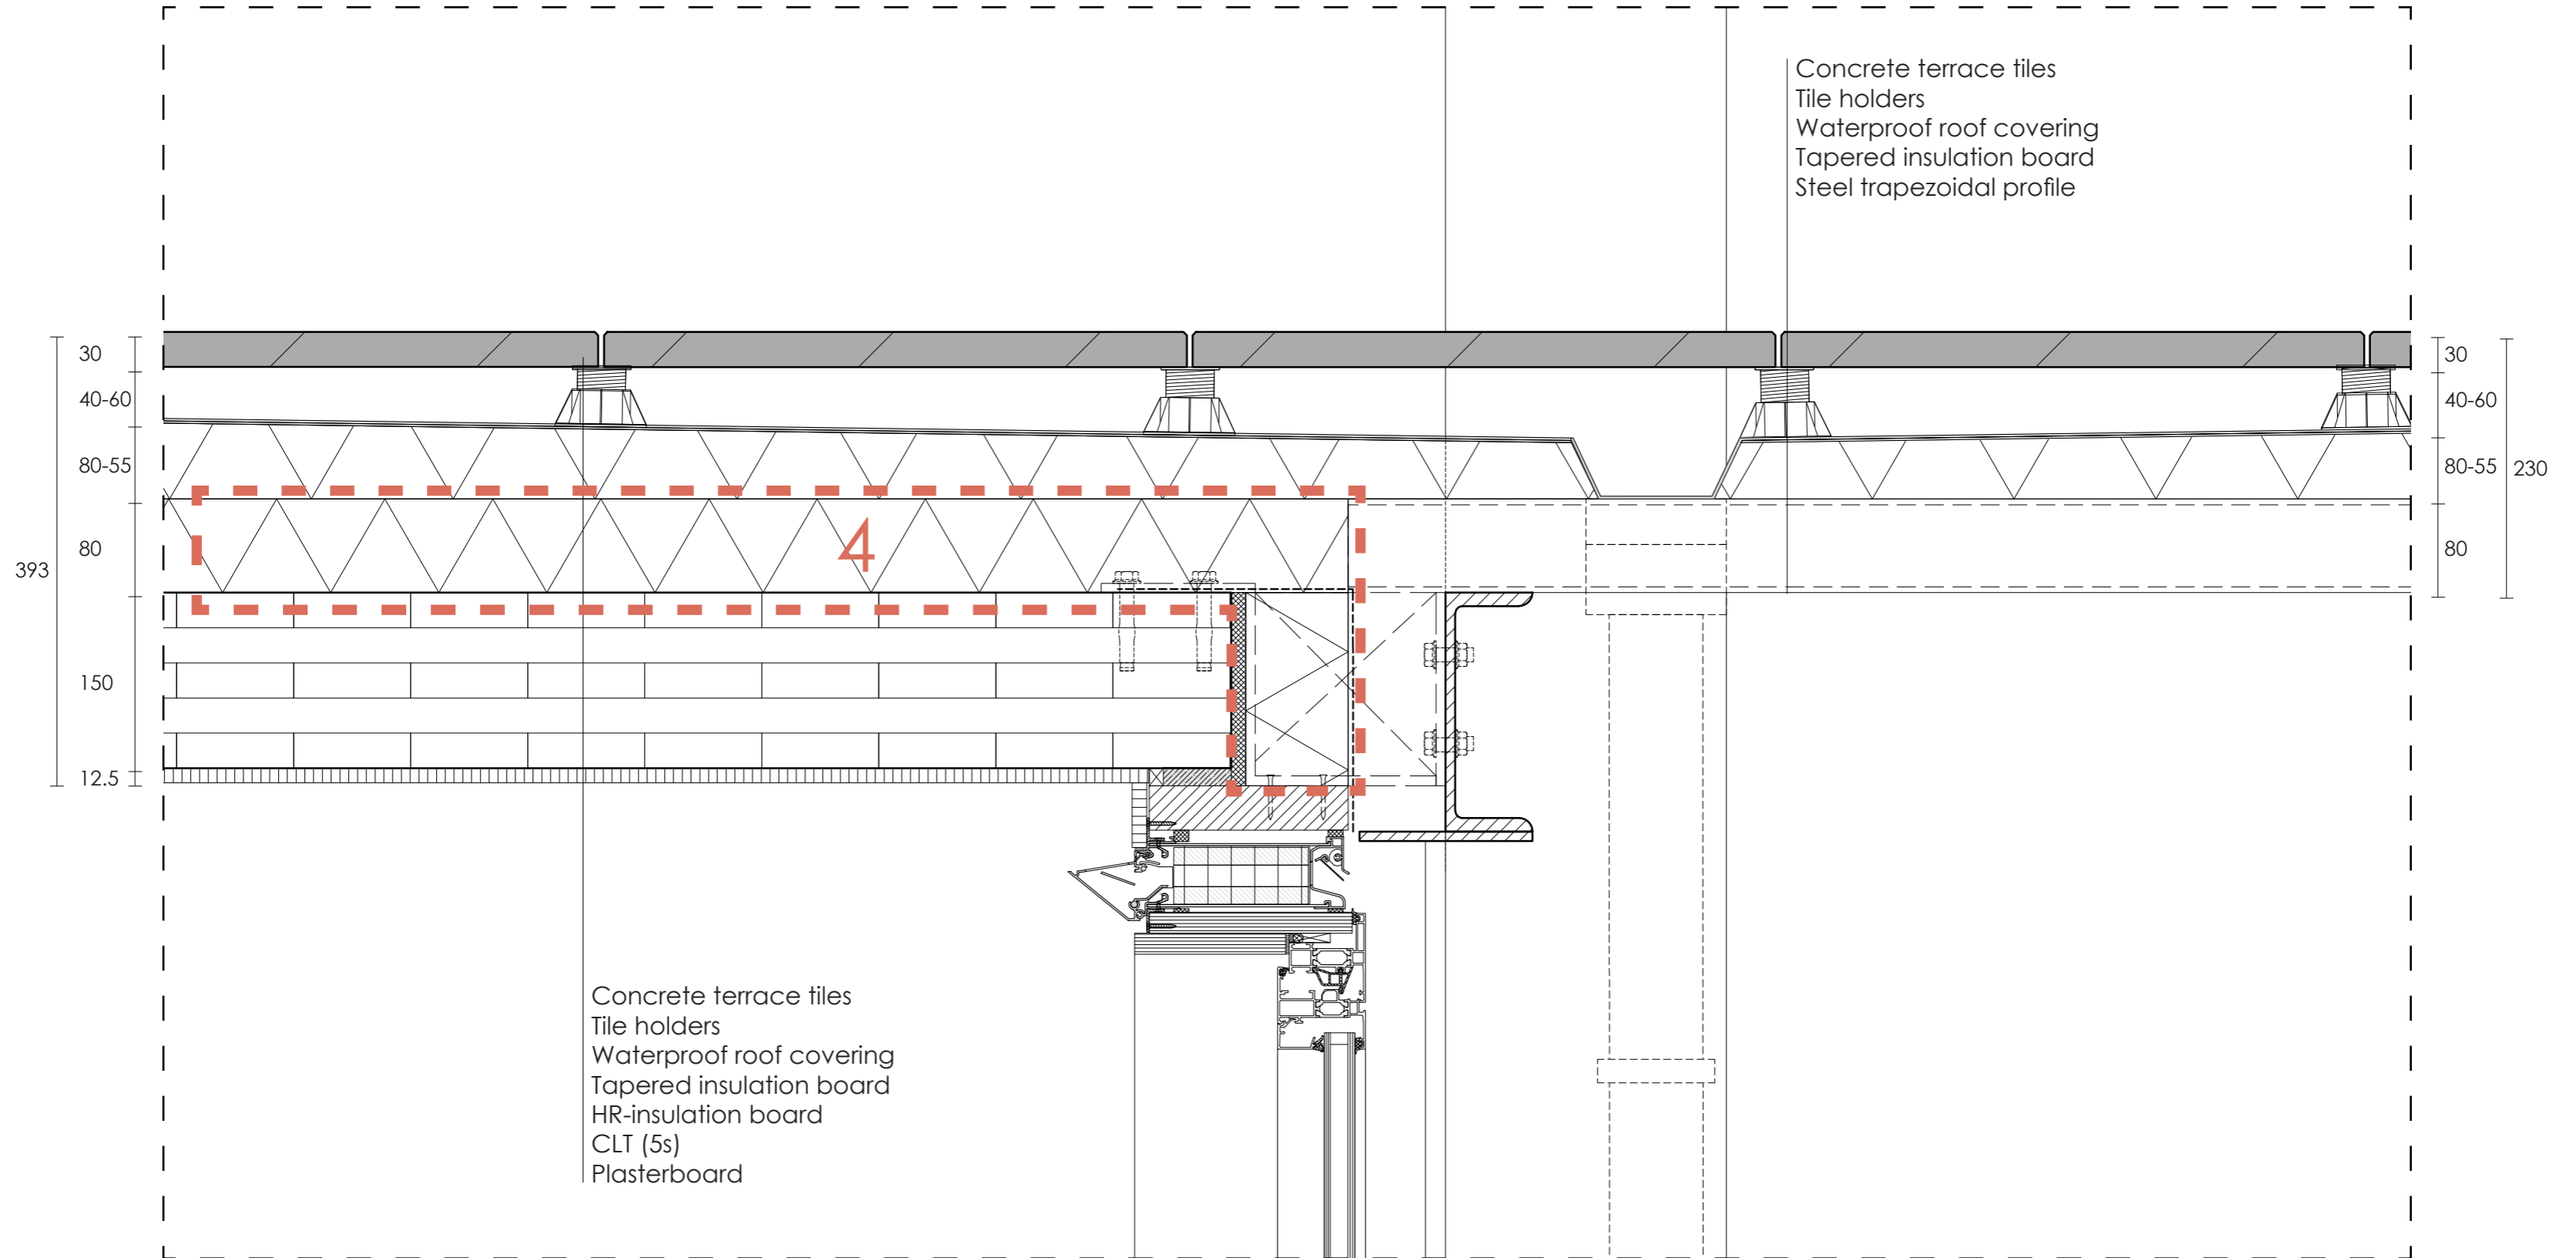 Concrete terrace tiles
Tile holders
Waterproof roof covering
Tapered insulation board
Steel trapezoidal profile
30
40-60
80-55
80
393
150
12.5
4
30
40-60
80-55
230
80
Concrete terrace tiles
Tile holders
Waterproof roof covering
Tapered insulation board
HR-insulation board
CLT (5s)
Plasterboard